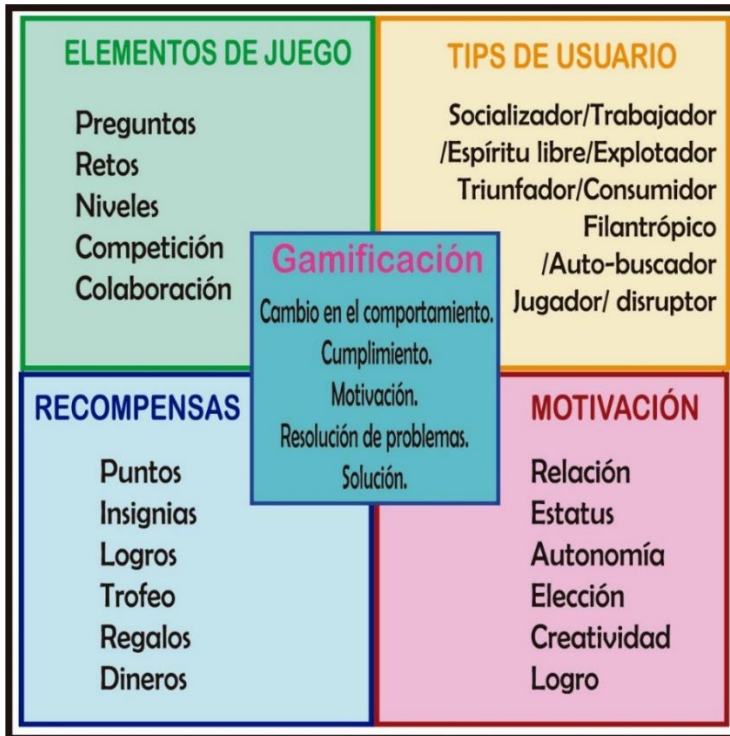 ELEMENTOS DE JUEGO
Preguntas
Retos
Niveles
Competición
Colaboración
TIPS DE USUARIO
Socializador/Trabajador
/Espíritu libre/Explotador
Triunfador/Consumidor
Filantrópico
/Auto-buscador
Jugador/ disruptor
Gamificación
Cambio en el comportamiento.
Cumplimiento.
Motivación.
Resolución de problemas.
Solución.
RECOMPENSAS
Puntos
Insignias
Logros
Trofeo
Regalos
Dineros
MOTIVACIÓN
Relación
Estatus
Autonomía
Elección
Creatividad
Logro